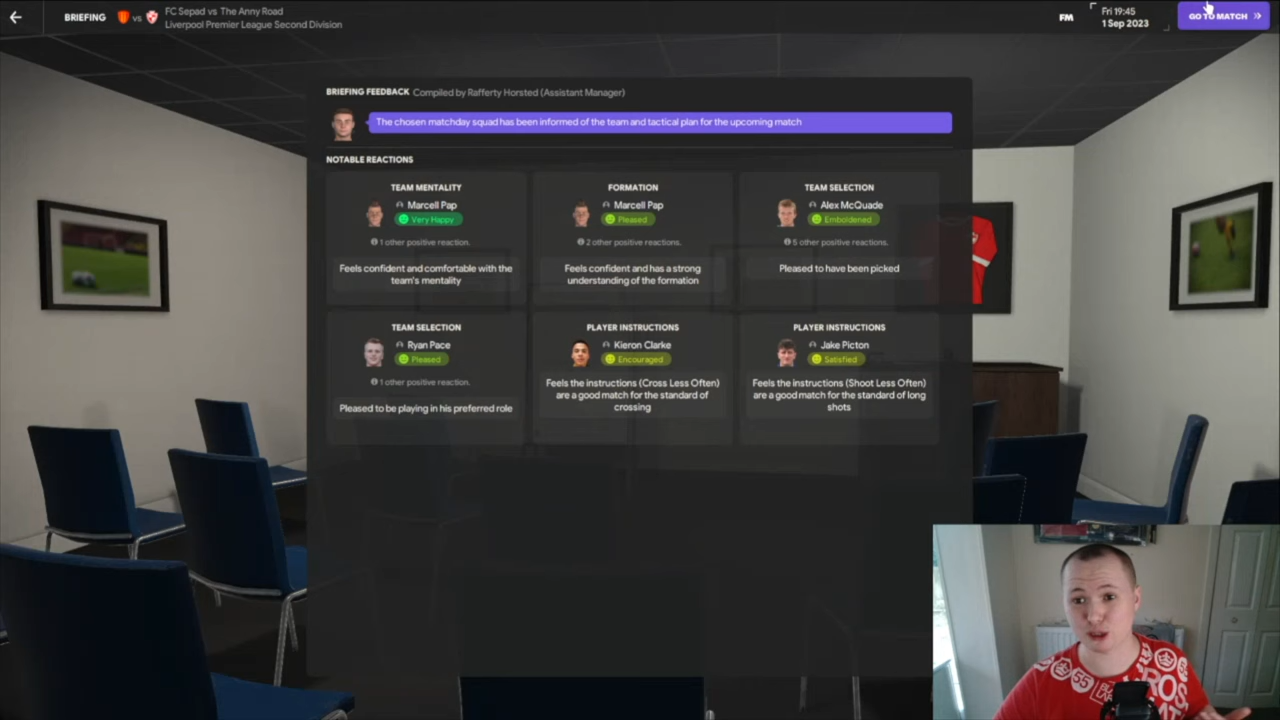 BRIEFING
vs
FC Sepad vs The Anny Road
Liverpool Premier League Second Division
FM
Fri 19:45
1 Sep 2023
GO TO MATCH
BRIEFING FEEDBACK Compiled by Rafferty Horsted (Assistant Manager)
The chosen matchday squad has been informed of the team and tactical plan for the upcoming match
NOTABLE REACTIONS
TEAM MENTALITY
Marcell Pap
Very Happy
1 other positive reaction.
Feels confident and comfortable with the
team's mentality
FORMATION
Marcell Pap
Pleased
2 other positive reactions.
Feels confident and has a strong
understanding of the formation
TEAM SELECTION
Alex McQuade
Emboldened
5 other positive reactions.
Pleased to have been picked
TEAM SELECTION
Ryan Pace
Pleased
1 other positive reaction.
Pleased to be playing in his preferred role
PLAYER INSTRUCTIONS
Kieron Clarke
Encouraged
Feels the instructions (Cross Less Often)
are a good match for the standard of
crossing
PLAYER INSTRUCTIONS
Jake Picton
Satisfied
Feels the instructions (Shoot Less Often)
are a good match for the standard of long
shots